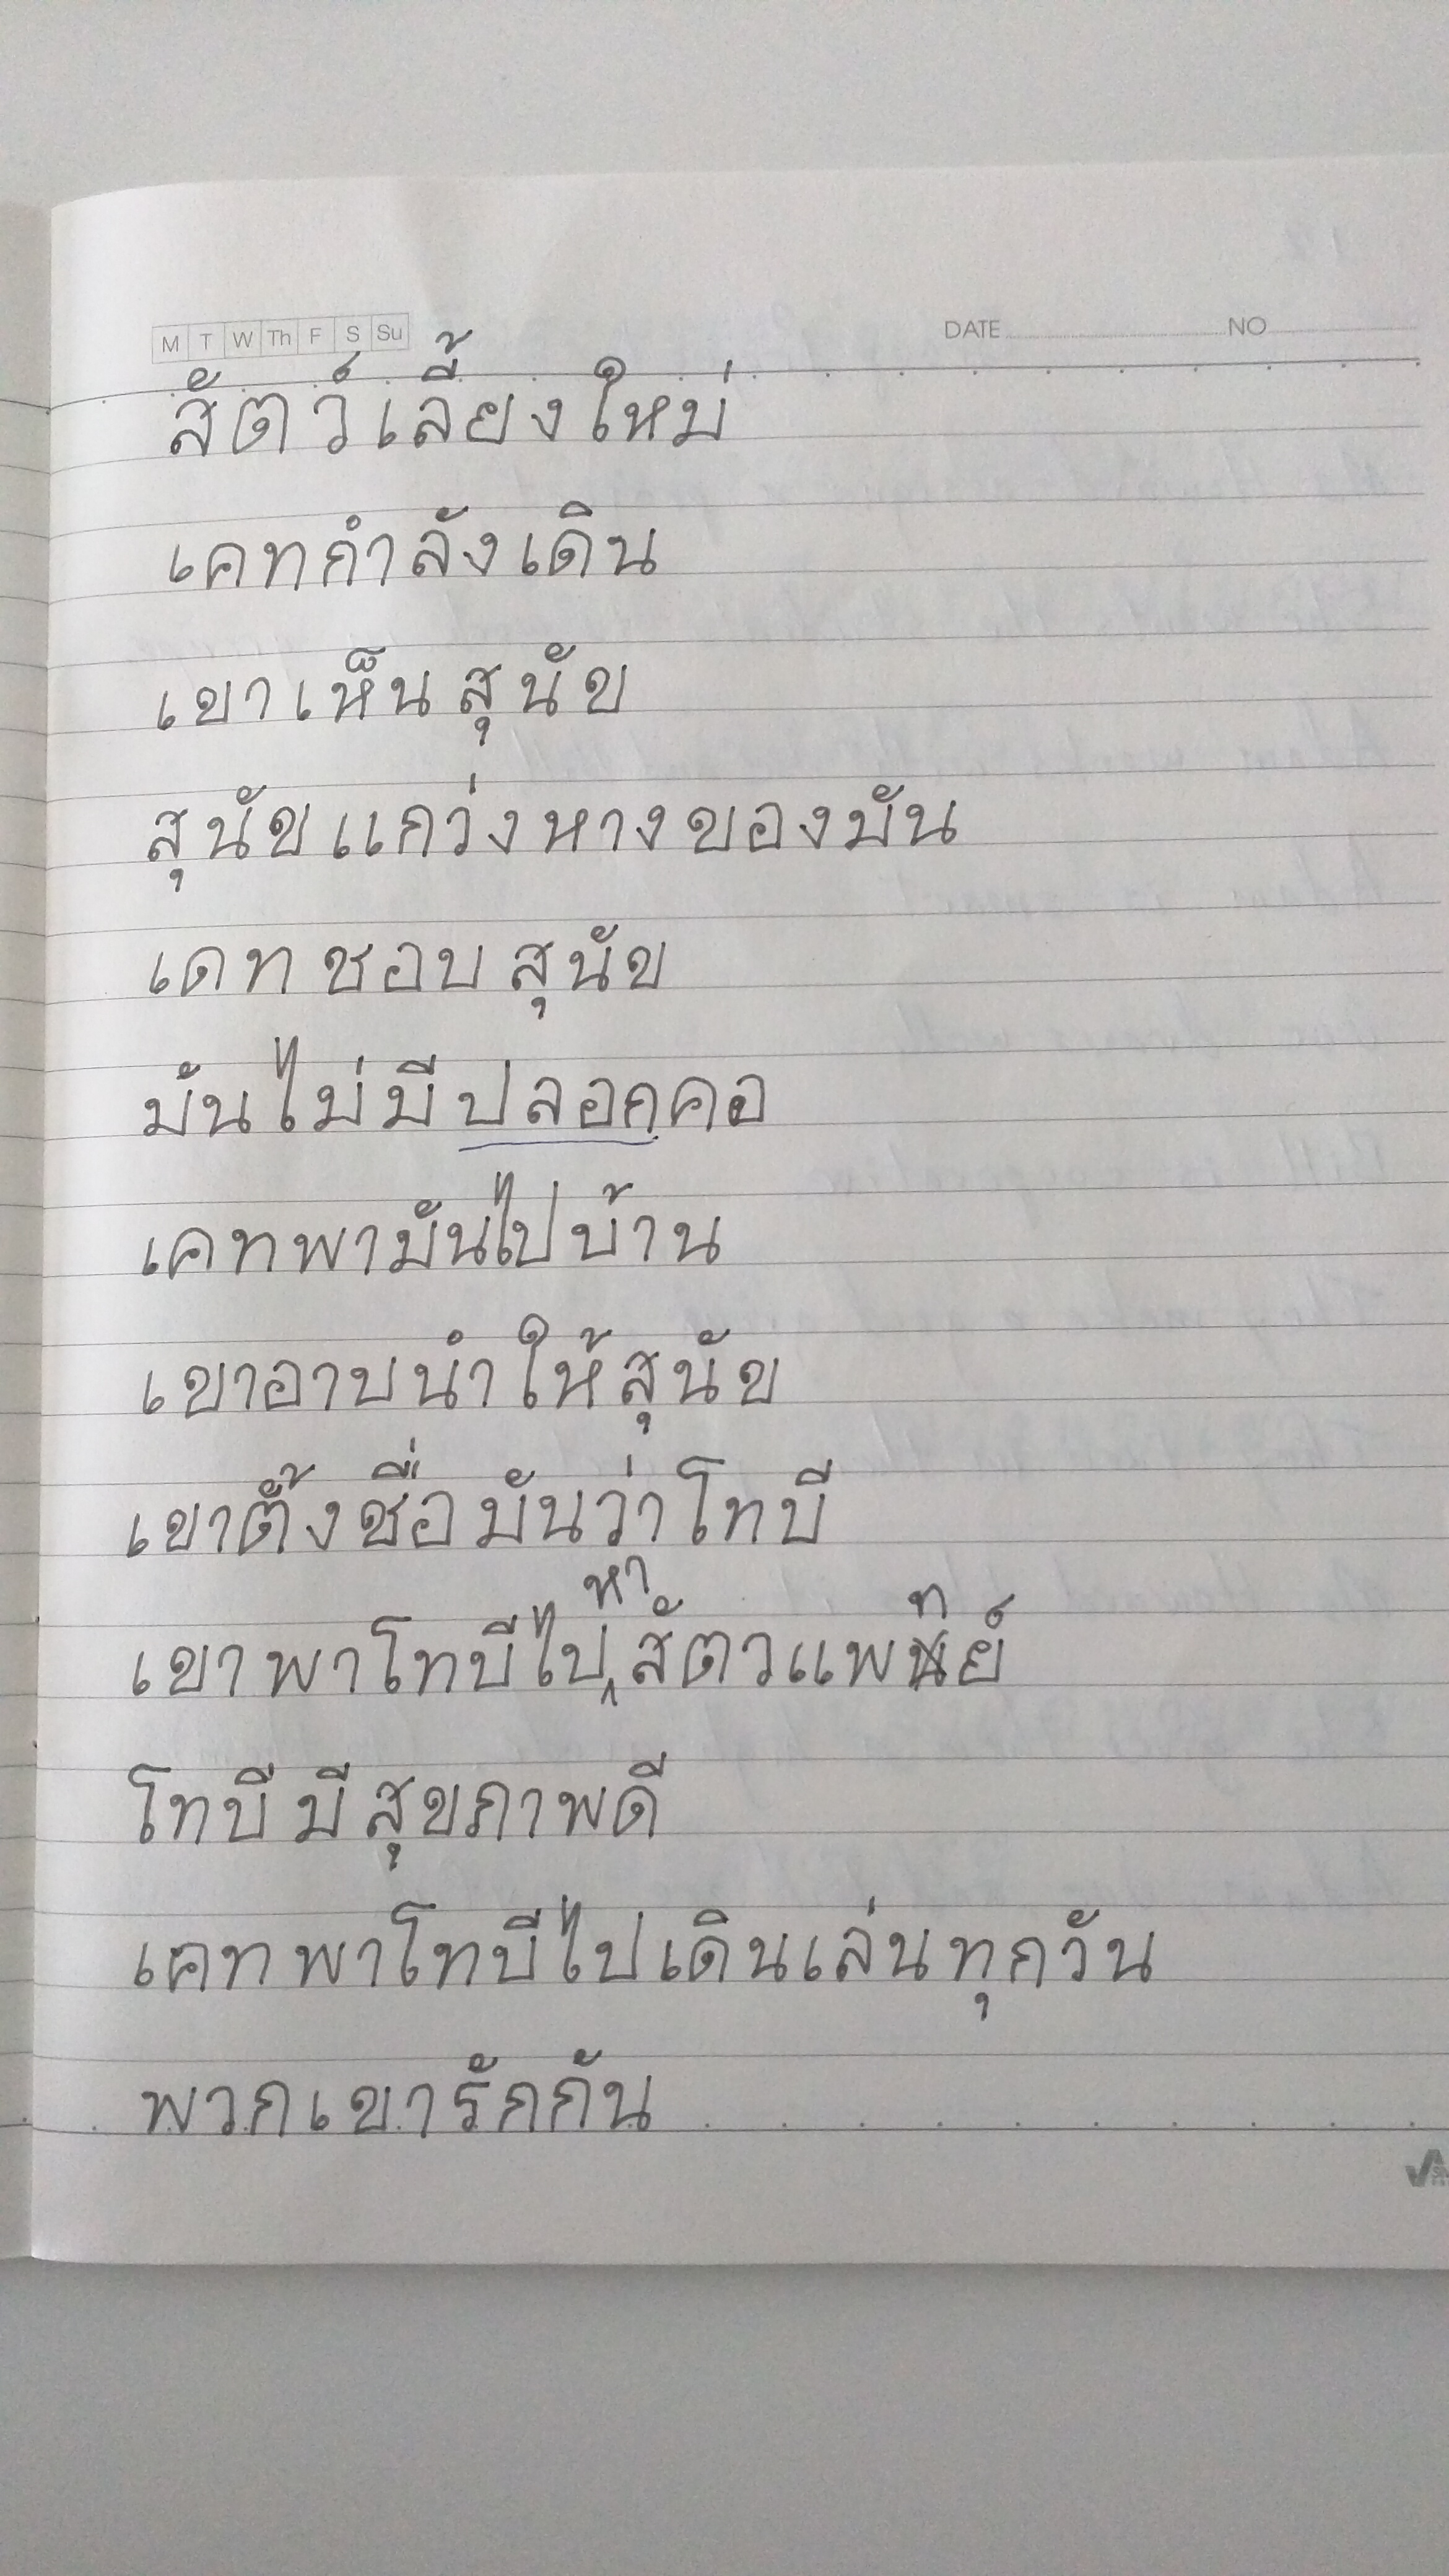 M T W Th F S Su DATE NO
สัตว์เลี้ยงใหม่
เคทกำลังเดิน
เขาเห็นสุนัข
สุนัขแกว่งหางของมัน
เดทชอบสุนัข
มันไม่มีปลอกคอ
เคทพามันไปบ้าน
เขาอาบนำให้สุนัข
เขาตั้งชื่อมันว่าโทบี
เขาพาโทบีไปหาสัตวแพทย์
โทบีมีสุขภาพดี
เคทพาโทบีไปเดินเล่นทุกวัน
พวกเขารักกัน